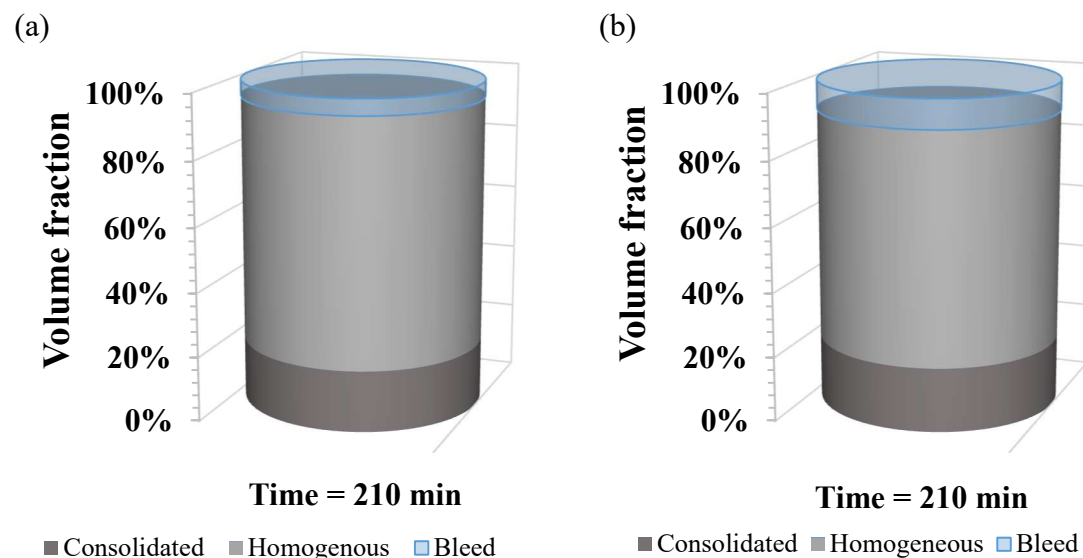 (a)
Volume fraction
100%
80%
60%
40%
20%
0%
Time = 210 min
Consolidated Homogenous Bleed
(b)
Volume fraction
100%
80%
60%
40%
20%
0%
Time = 210 min
Consolidated Homogeneous Bleed